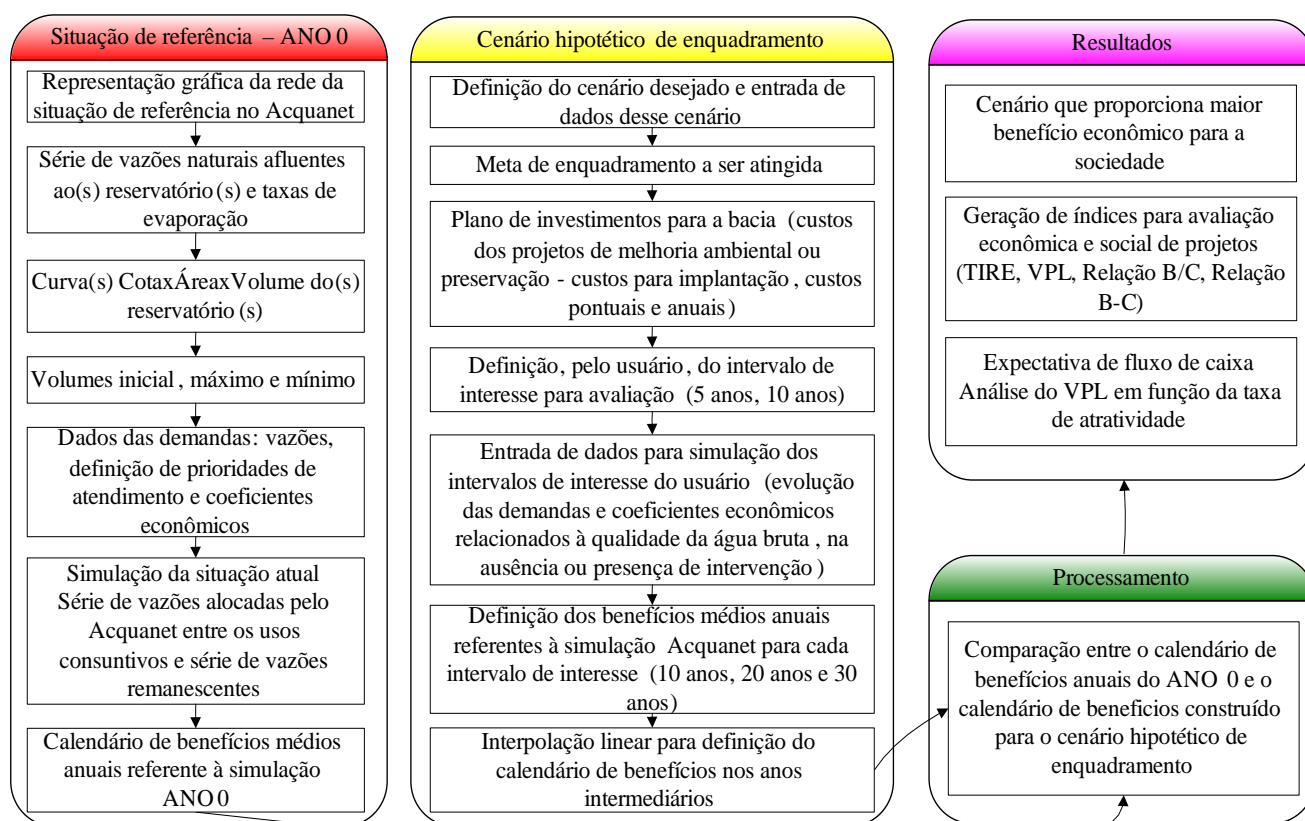 Situação de referência – ANO 0
Representação gráfica da rede da
situação de referência no Acquanet
Série de vazões naturais afluentes
ao(s) reservatório(s) e taxas de
evaporação
Curva(s) CotaxÁreaxVolume do(s)
reservatório(s)
Volumes inicial, máximo e mínimo
Dados das demandas: vazões,
definição de prioridades de
atendimento e coeficientes
econômicos
Simulação da situação atual
Série de vazões alocadas pelo
Acquanet entre os usos
consuntivos e série de vazões
remanescentes
Calendário de benefícios médios
anuais referente à simulação
ANO 0
Cenário hipotético de enquadramento
Definição do cenário desejado e entrada de
dados desse cenário
Meta de enquadramento a ser atingida
Plano de investimentos para a bacia (custos
dos projetos de melhoria ambiental ou
preservação - custos para implantação, custos
pontuais e anuais)
Definição, pelo usuário, do intervalo de
interesse para avaliação (5 anos, 10 anos)
Entrada de dados para simulação dos
intervalos de interesse do usuário (evolução
das demandas e coeficientes econômicos
relacionados à qualidade da água bruta, na
ausência ou presença de intervenção)
Definição dos benefícios médios anuais
referentes à simulação Acquanet para cada
intervalo de interesse (10 anos, 20 anos e 30
anos)
Interpolação linear para definição do
calendário de benefícios nos anos
intermediários
Resultados
Cenário que proporciona maior
benefício econômico para a
sociedade
Geração de índices para avaliação
econômica e social de projetos
(TIRE, VPL, Relação B/C, Relação
B-C)
Expectativa de fluxo de caixa
Análise do VPL em função da taxa
de atratividade
Processamento
Comparação entre o calendário de
benefícios anuais do ANO 0 e o
calendário de beneficios construído
para o cenário hipotético de
enquadramento